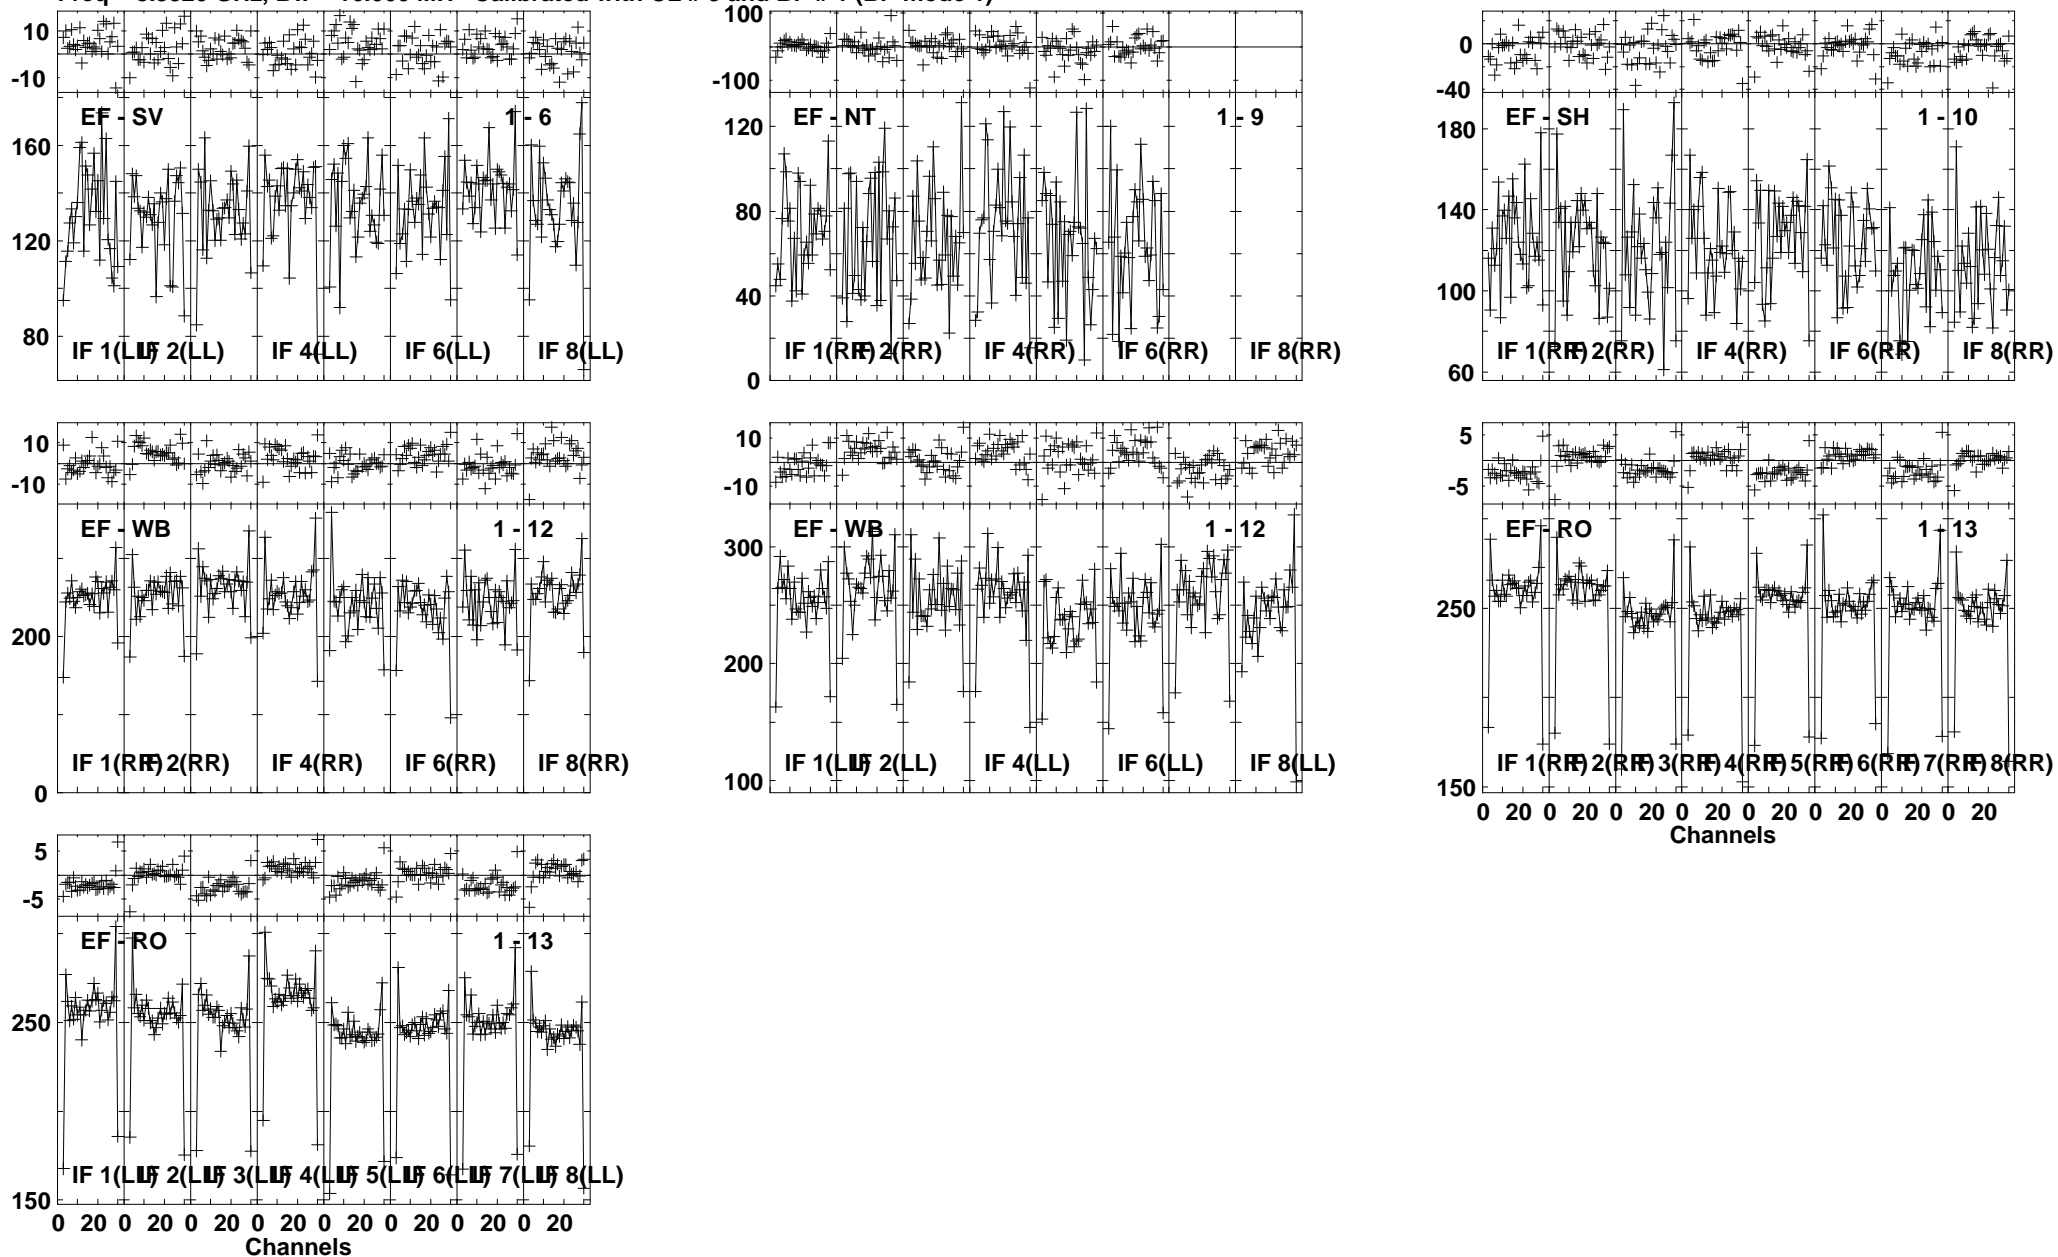 10
-10
EF - SV
1 - 6
160
120
80
IF 1(LL)
IF 2(LL)
IF 4(LL)
IF 6(LL)
IF 8(LL)
100
-100
EF - NT
1 - 9
120
80
40
0
IF 1(RR)
IF 2(RR)
IF 4(RR)
IF 6(RR)
IF 8(RR)
0
-40
EF - SH
1 - 10
180
140
100
60
IF 1(RR)
IF 2(RR)
IF 4(RR)
IF 6(RR)
IF 8(RR)
10
-10
EF - WB
1 - 12
200
0
IF 1(RR)
IF 2(RR)
IF 4(RR)
IF 6(RR)
IF 8(RR)
10
-10
EF - WB
1 - 12
300
200
100
IF 1(LL)
IF 2(LL)
IF 4(LL)
IF 6(LL)
IF 8(LL)
5
-5
EF - RO
1 - 13
250
150
IF 1(RR)
IF 2(RR)
IF 3(RR)
IF 4(RR)
IF 5(RR)
IF 6(RR)
IF 7(RR)
IF 8(RR)
0 20 0 20 0 20 0 20 0 20 0 20 0 20 0 20
Channels
5
-5
EF - RO
1 - 13
250
150
IF 1(LL)
IF 2(LL)
IF 3(LL)
IF 4(LL)
IF 5(LL)
IF 6(LL)
IF 7(LL)
IF 8(LL)
0 20 0 20 0 20 0 20 0 20 0 20 0 20 0 20
Channels